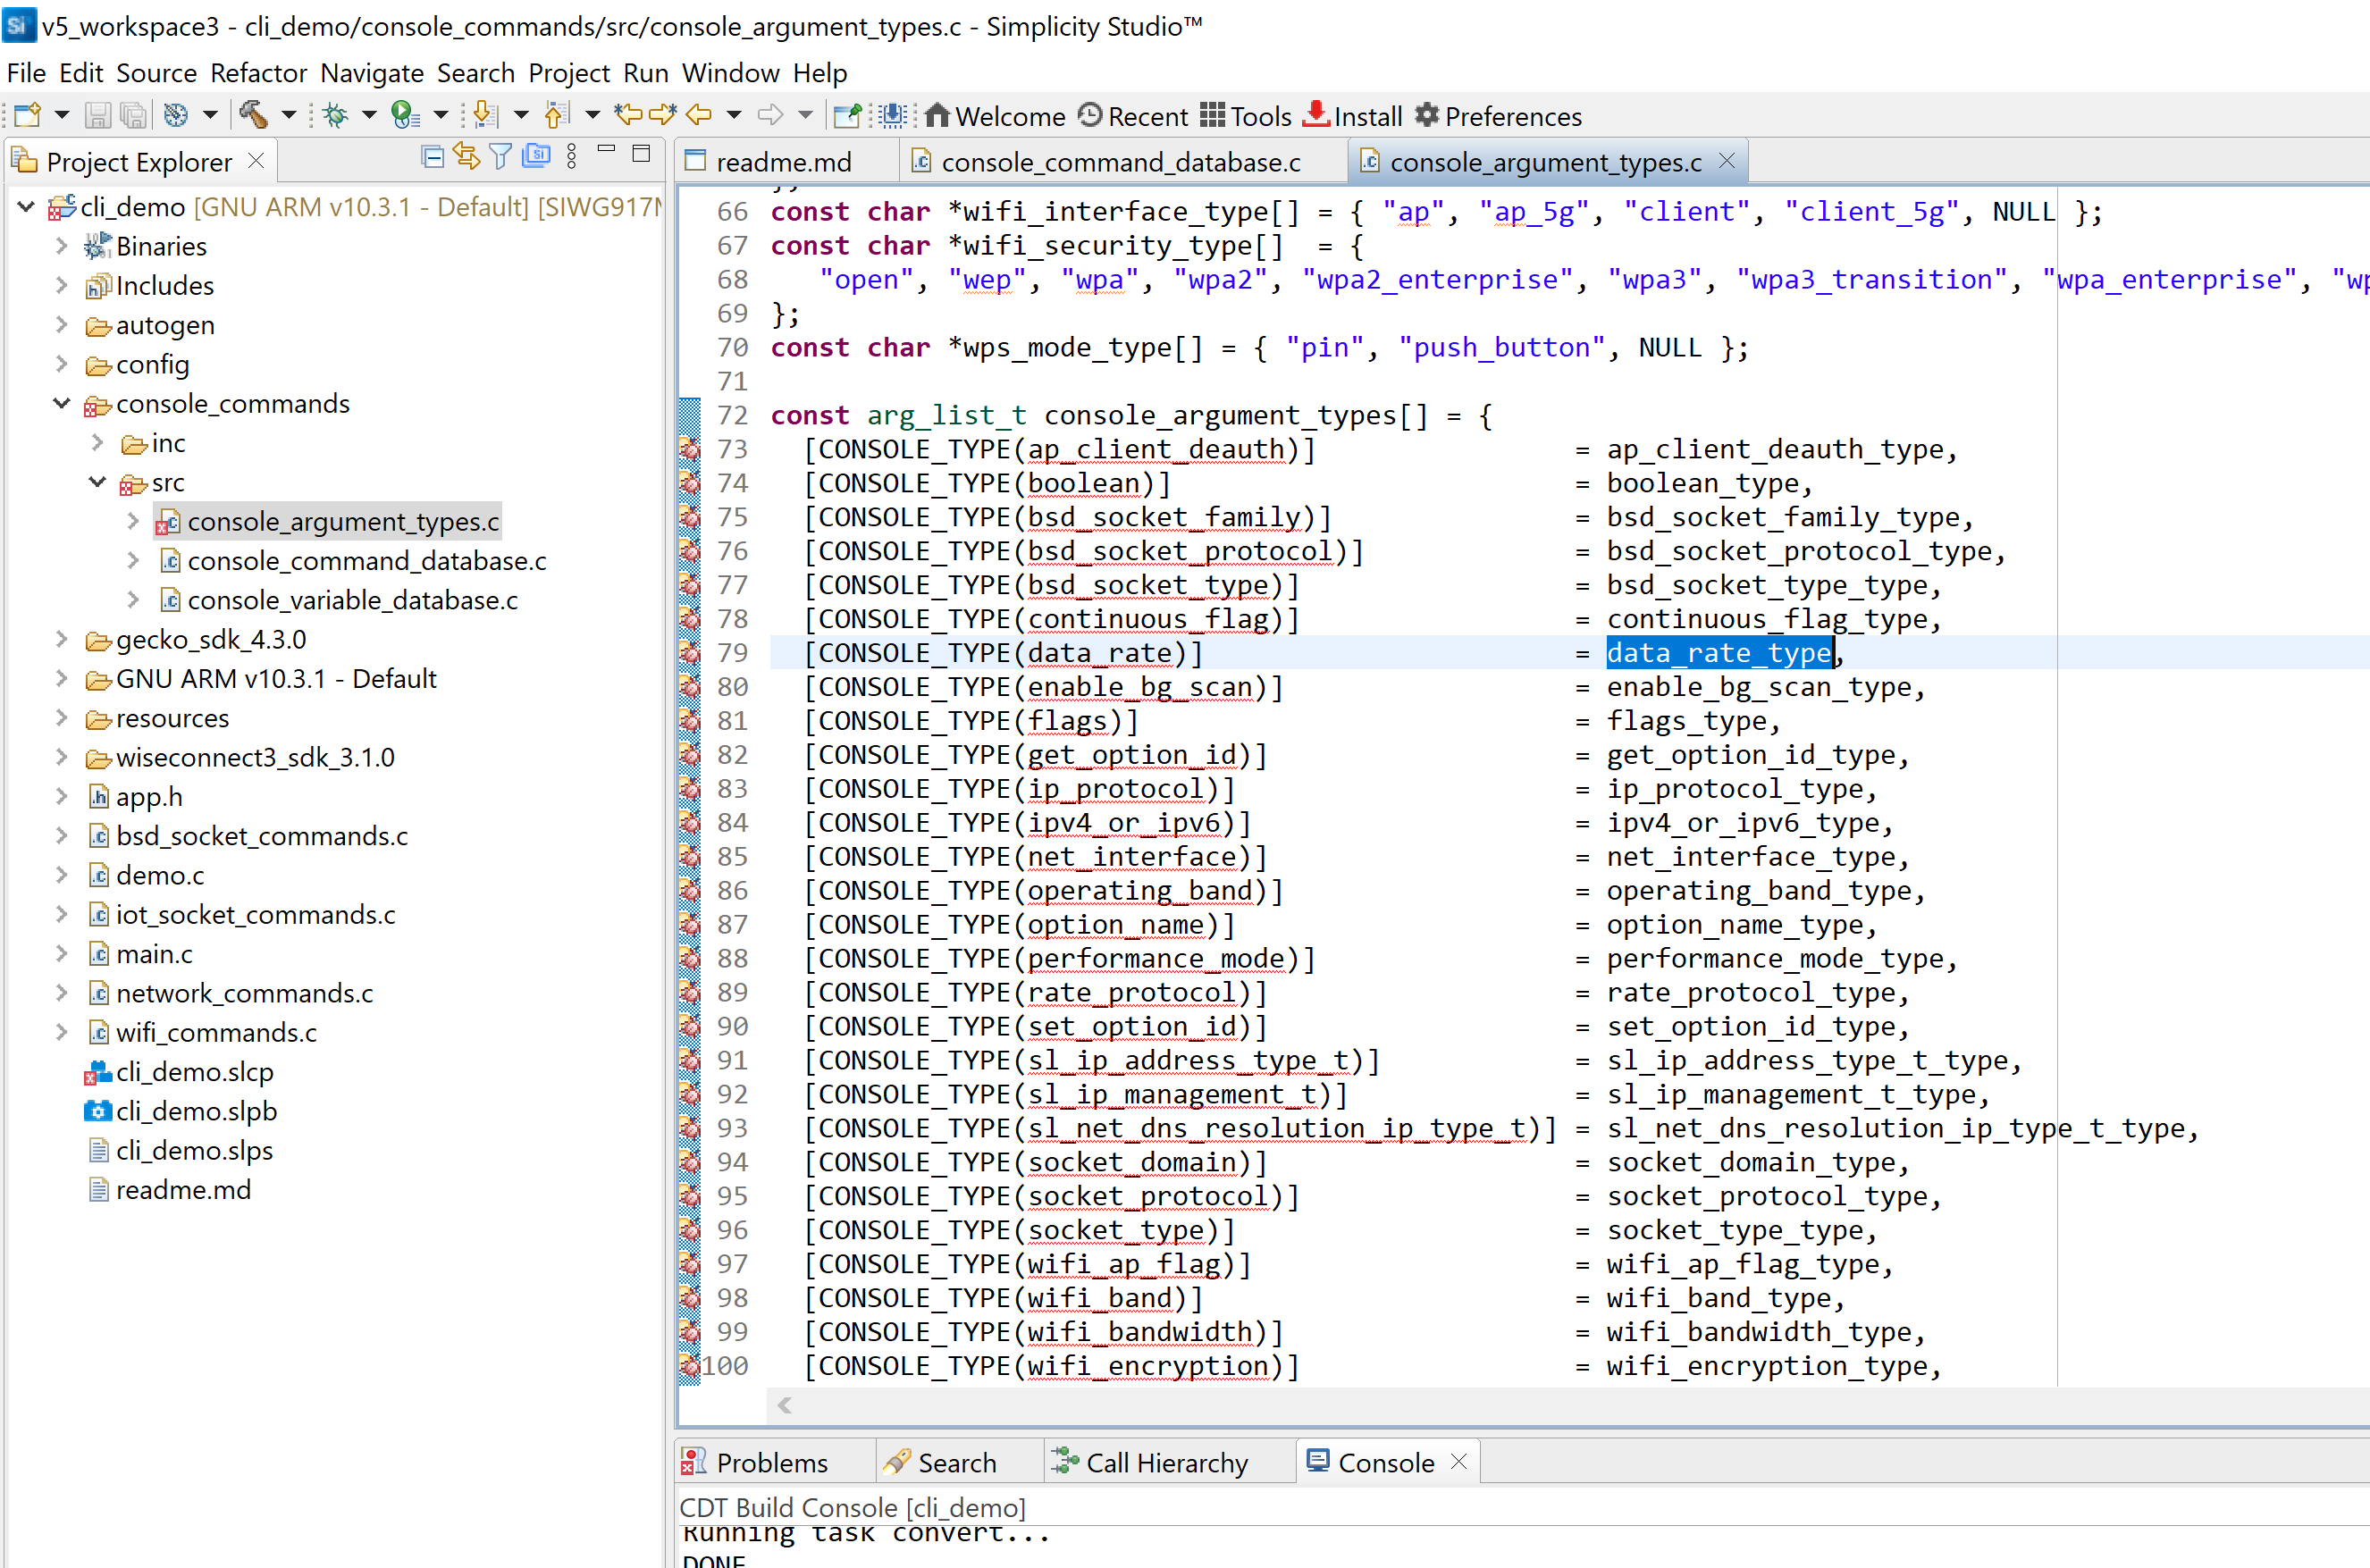 v5_workspace3 - cli_demo/console_commands/src/console_argument_types.c - Simplicity Studio™
File Edit Source Refactor Navigate Search Project Run Window Help
Welcome Recent Tools Install Preferences
Project Explorer
readme.md console_command_database.c console_argument_types.c
cli_demo [GNU ARM v10.3.1 - Default] [SIWG917
Binaries
Includes
autogen
config
console_commands
inc
src
console_argument_types.c
console_command_database.c
console_variable_database.c
gecko_sdk_4.3.0
GNU ARM v10.3.1 - Default
resources
wiseconnect3_sdk_3.1.0
app.h
bsd_socket_commands.c
demo.c
iot_socket_commands.c
main.c
network_commands.c
wifi_commands.c
cli_demo.slcp
cli_demo.slpb
cli_demo.slps
readme.md
66 const char *wifi_interface_type[] = { "ap", "ap_5g", "client", "client_5g", NULL };
67 const char *wifi_security_type[]  = {
68 "open", "wep", "wpa", "wpa2", "wpa2_enterprise", "wpa3", "wpa3_transition", "wpa_enterprise", "wp
69 };
70 const char *wps_mode_type[] = { "pin", "push_button", NULL };
71
72 const arg_list_t console_argument_types[] = {
73 [CONSOLE_TYPE(ap_client_deauth)] = ap_client_deauth_type,
74 [CONSOLE_TYPE(boolean)] = boolean_type,
75 [CONSOLE_TYPE(bsd_socket_family)] = bsd_socket_family_type,
76 [CONSOLE_TYPE(bsd_socket_protocol)] = bsd_socket_protocol_type,
77 [CONSOLE_TYPE(bsd_socket_type)] = bsd_socket_type_type,
78 [CONSOLE_TYPE(continuous_flag)] = continuous_flag_type,
79 [CONSOLE_TYPE(data_rate)] = data_rate_type,
80 [CONSOLE_TYPE(enable_bg_scan)] = enable_bg_scan_type,
81 [CONSOLE_TYPE(flags)] = flags_type,
82 [CONSOLE_TYPE(get_option_id)] = get_option_id_type,
83 [CONSOLE_TYPE(ip_protocol)] = ip_protocol_type,
84 [CONSOLE_TYPE(ipv4_or_ipv6)] = ipv4_or_ipv6_type,
85 [CONSOLE_TYPE(net_interface)] = net_interface_type,
86 [CONSOLE_TYPE(operating_band)] = operating_band_type,
87 [CONSOLE_TYPE(option_name)] = option_name_type,
88 [CONSOLE_TYPE(performance_mode)] = performance_mode_type,
89 [CONSOLE_TYPE(rate_protocol)] = rate_protocol_type,
90 [CONSOLE_TYPE(set_option_id)] = set_option_id_type,
91 [CONSOLE_TYPE(sl_ip_address_type_t)] = sl_ip_address_type_t_type,
92 [CONSOLE_TYPE(sl_ip_management_t)] = sl_ip_management_t_type,
93 [CONSOLE_TYPE(sl_net_dns_resolution_ip_type_t)] = sl_net_dns_resolution_ip_type_t_type,
94 [CONSOLE_TYPE(socket_domain)] = socket_domain_type,
95 [CONSOLE_TYPE(socket_protocol)] = socket_protocol_type,
96 [CONSOLE_TYPE(socket_type)] = socket_type_type,
97 [CONSOLE_TYPE(wifi_ap_flag)] = wifi_ap_flag_type,
98 [CONSOLE_TYPE(wifi_band)] = wifi_band_type,
99 [CONSOLE_TYPE(wifi_bandwidth)] = wifi_bandwidth_type,
100 [CONSOLE_TYPE(wifi_encryption)] = wifi_encryption_type,
Problems Search Call Hierarchy Console
CDT Build Console [cli_demo]
Running task convert...
DONE